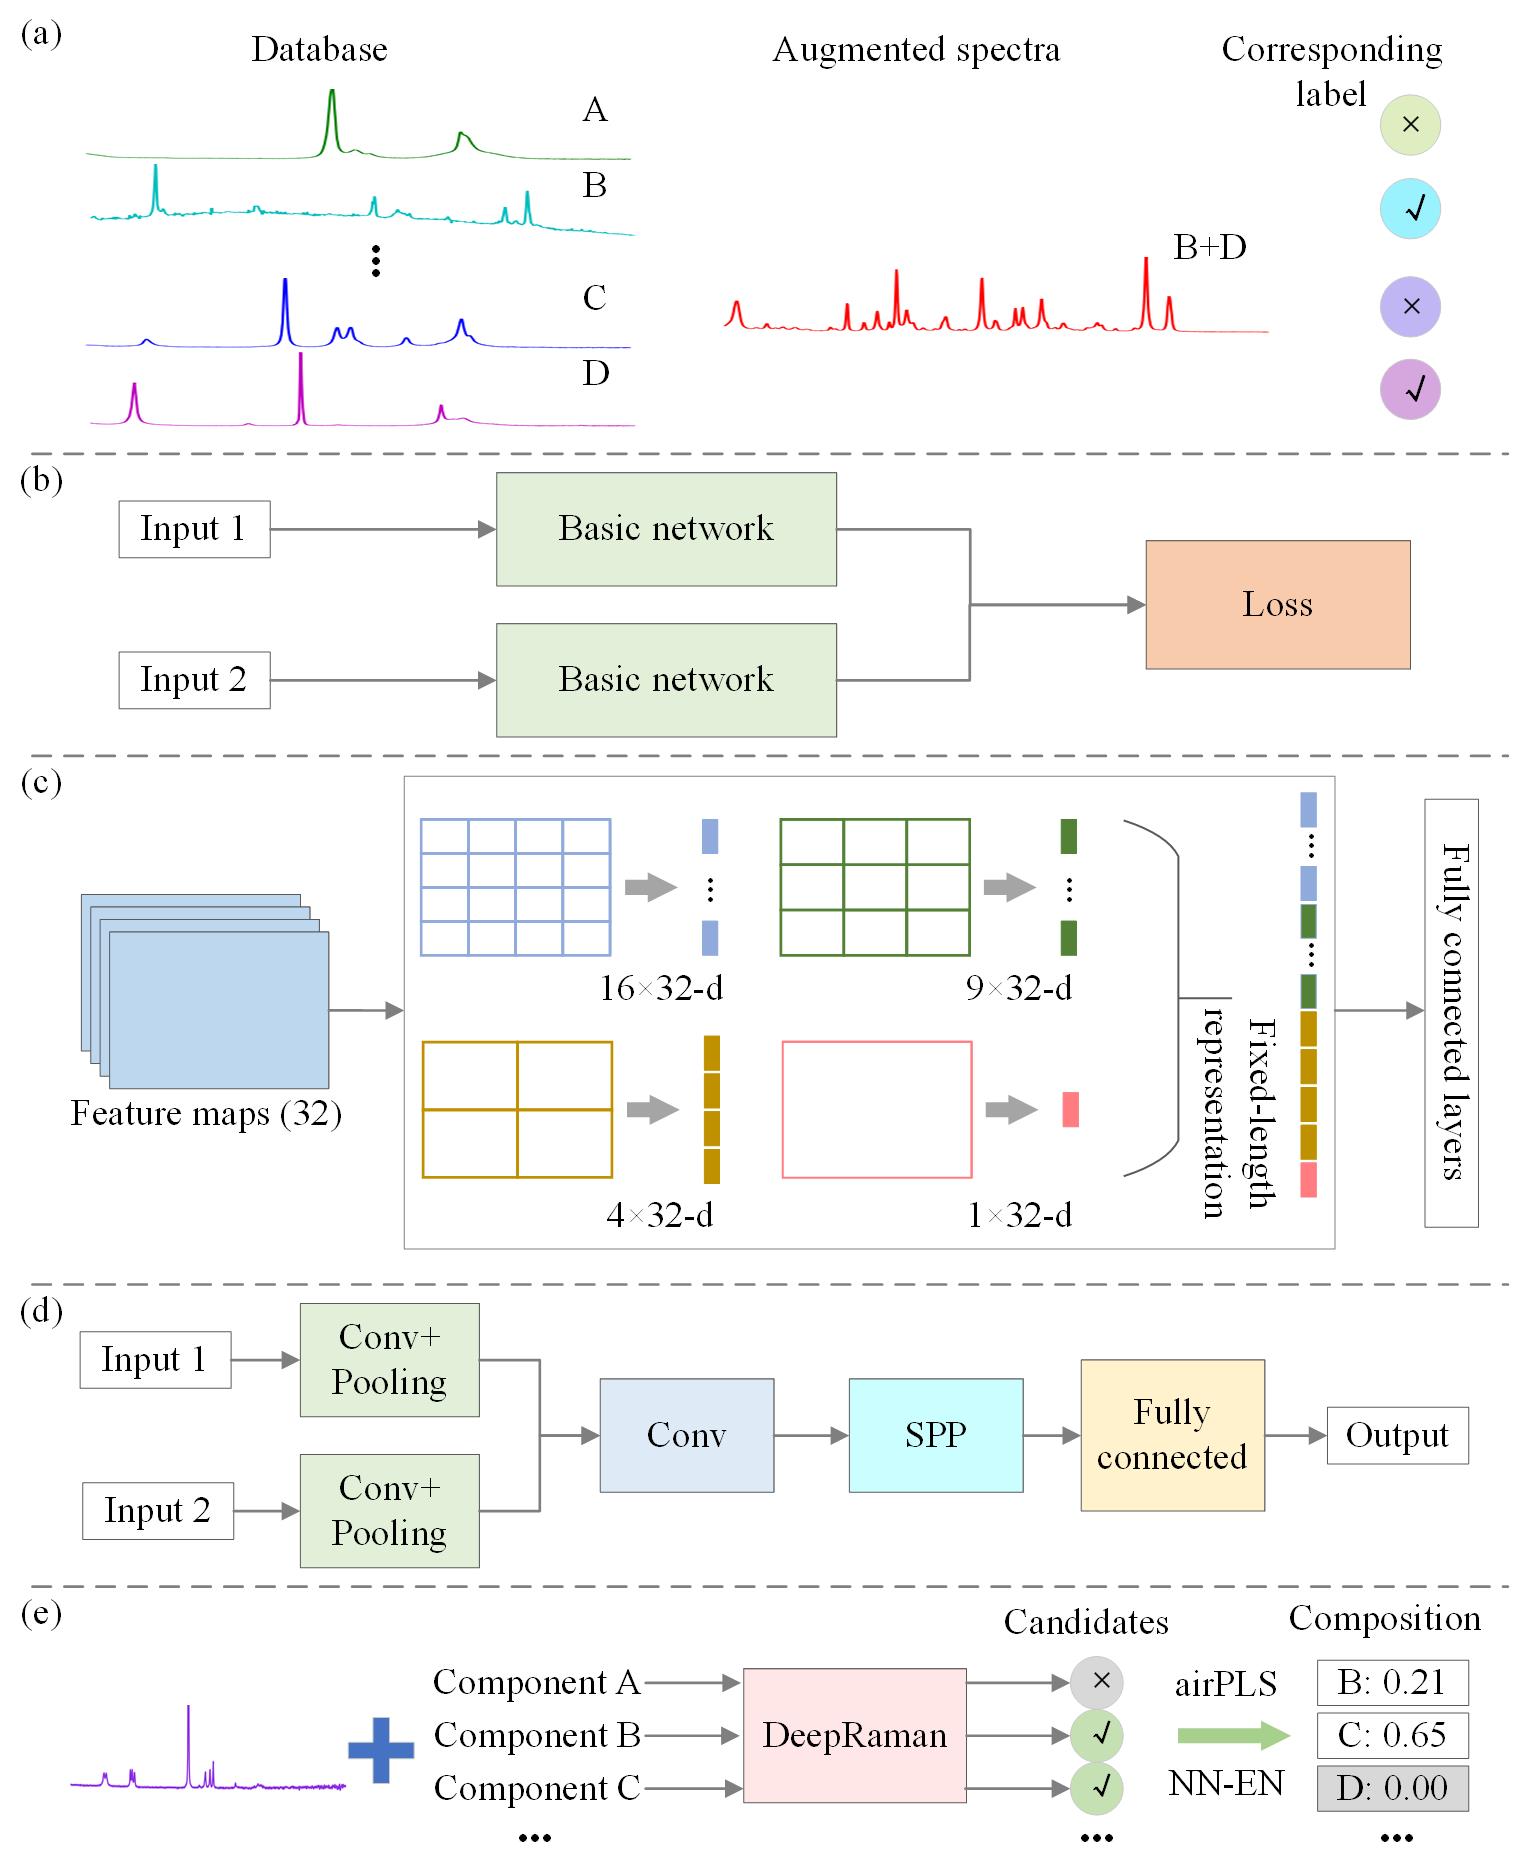 (a)
Database
Augmented spectra
Corresponding
label
A
×
B
√
B+D
C
×
D
√
(b)
Input 1
Basic network
Loss
Input 2
Basic network
(c)
16×32-d
9×32-d
Feature maps (32)
4×32-d
1×32-d
Fixed-length
representation
Fully connected layers
(d)
Input 1
Conv+
Pooling
Conv
SPP
Fully
connected
Output
Input 2
Conv+
Pooling
(e)
Candidates
Composition
Component A
×
airPLS
B: 0.21
Component B
DeepRaman
√
C: 0.65
Component C
√
NN-EN
D: 0.00